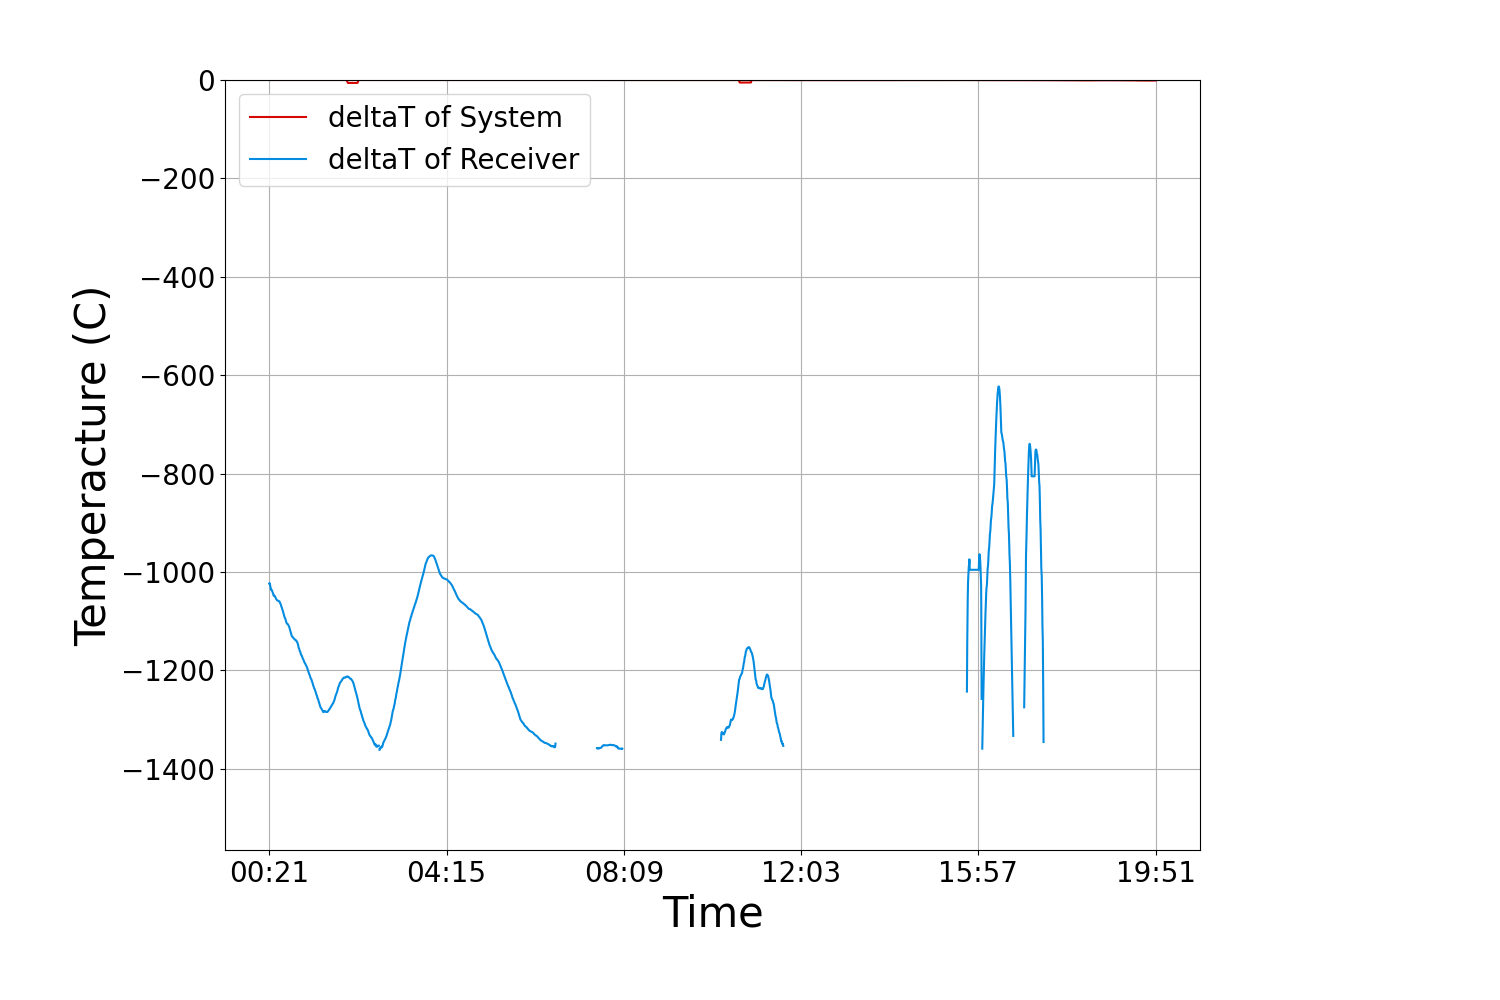 0
deltaT of System
deltaT of Receiver
−200
−400
−600
−800
−1000
−1200
−1400
Temperacture (C)
00:21 04:15 08:09 12:03 15:57 19:51
Time